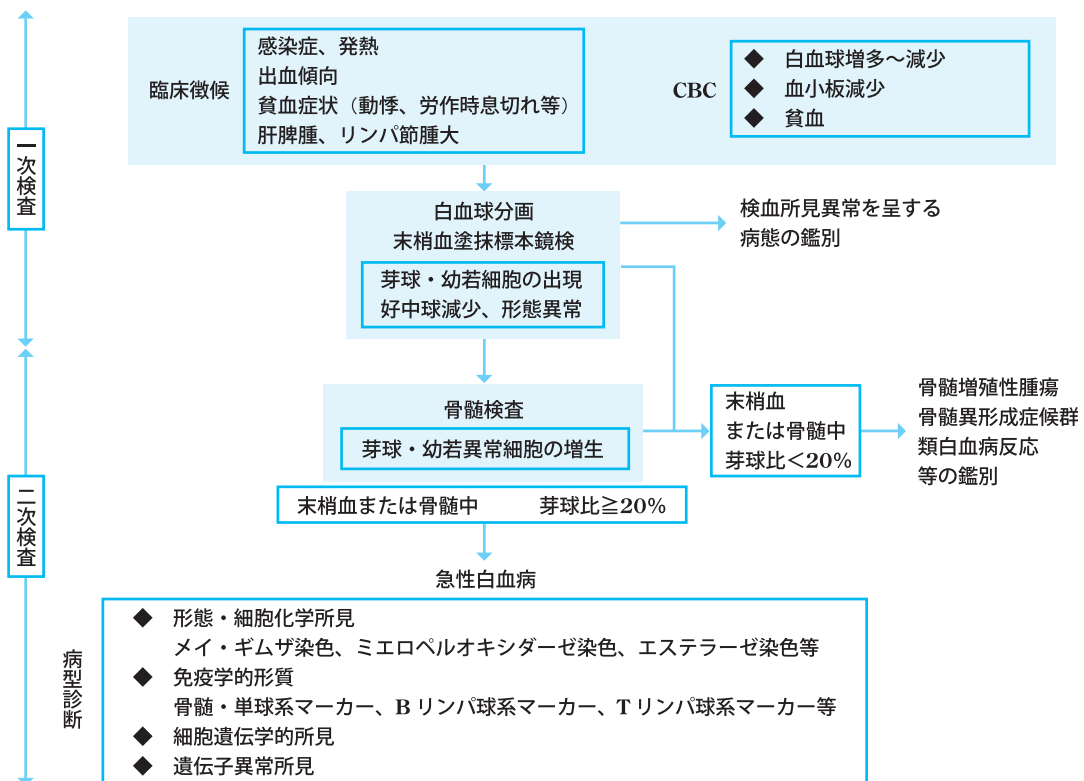 一次検査
臨床徴候
感染症、発熱
出血傾向
貧血症状（動悸、労作時息切れ等）
肝脾腫、リンパ節腫大
CBC
◆ 白血球増多～減少
◆ 血小板減少
◆ 貧血
白血球分画
末梢血塗抹標本鏡検
芽球・幼若細胞の出現
好中球減少、形態異常
検血所見異常を呈する
病態の鑑別
二次検査
骨髄検査
芽球・幼若異常細胞の増生
末梢血
または骨髄中
芽球比＜20%
骨髄増殖性腫瘍
骨髄異形成症候群
類白血病反応
等の鑑別
末梢血または骨髄中 芽球比≧20%
急性白血病
病型診断
◆ 形態・細胞化学所見
メイ・ギムザ染色、ミエロペルオキシダーゼ染色、エステラーゼ染色等
◆ 免疫学的形質
骨髄・単球系マーカー、B リンパ球系マーカー、T リンパ球系マーカー等
◆ 細胞遺伝学的所見
◆ 遺伝子異常所見